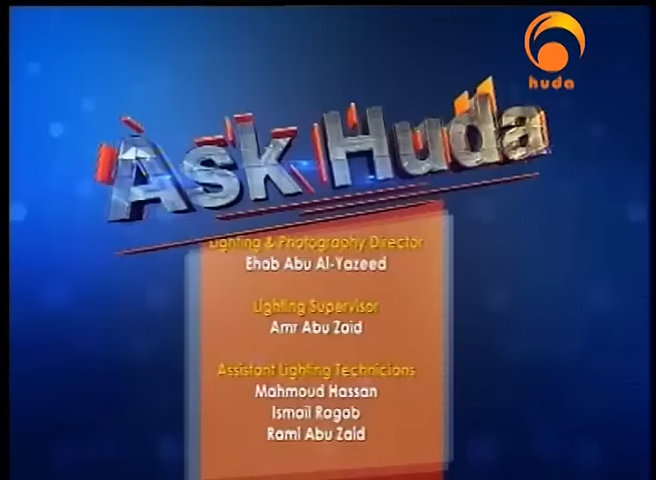 huda
Ask Huda
Lighting & Photography Director
Ehab Abu Al-Yazeed
Lighting Supervisor
Amr Abu Zaid
Assistant Lighting Technicians
Mahmoud Hassan
Ismail Ragab
Rami Abu Zaid